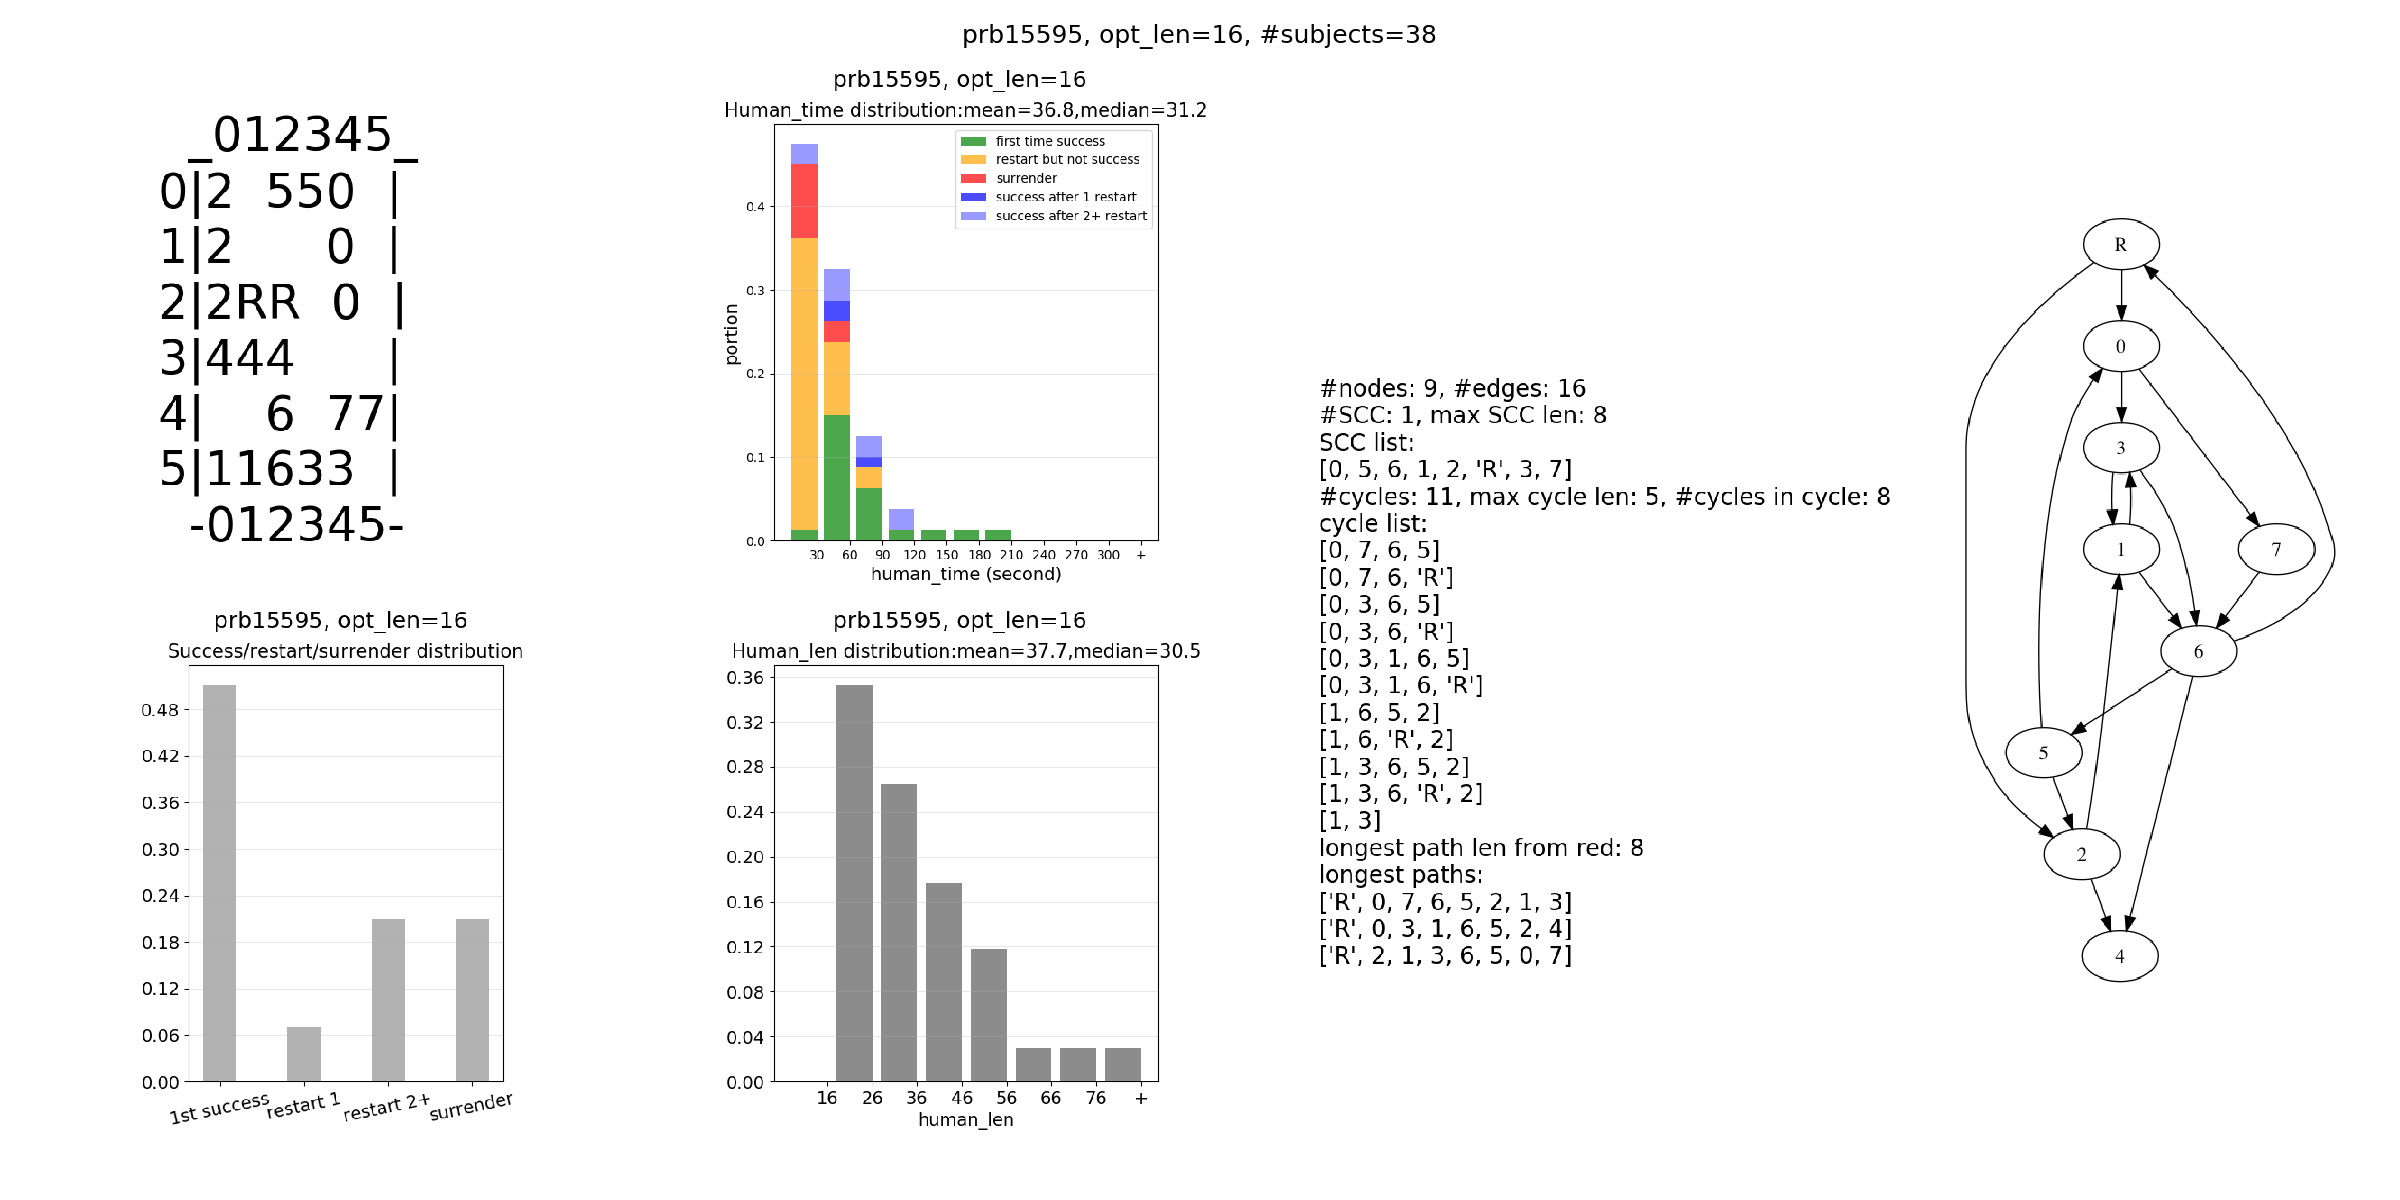 prb15595, opt_len=16, #subjects=38
_012345_
0|2  550  |
1|2      0  |
2|2RR  0  |
3|444      |
4|    6  77|
5|11633  |
-012345-
prb15595, opt_len=16
Human_time distribution:mean=36.8,median=31.2
first time success
restart but not success
surrender
success after 1 restart
success after 2+ restart
portion
0.4
0.3
0.2
0.1
0.0
30 60 90 120 150 180 210 240 270 300 +
human_time (second)
prb15595, opt_len=16
Success/restart/surrender distribution
0.48
0.42
0.36
0.30
0.24
0.18
0.12
0.06
0.00
1st success restart 1 restart 2+ surrender
prb15595, opt_len=16
Human_len distribution:mean=37.7,median=30.5
0.36
0.32
0.28
0.24
0.20
0.16
0.12
0.08
0.04
0.00
16 26 36 46 56 66 76 +
human_len
#nodes: 9, #edges: 16
#SCC: 1, max SCC len: 8
SCC list:
[0, 5, 6, 1, 2, 'R', 3, 7]
#cycles: 11, max cycle len: 5, #cycles in cycle: 8
cycle list:
[0, 7, 6, 5]
[0, 7, 6, 'R']
[0, 3, 6, 5]
[0, 3, 6, 'R']
[0, 3, 1, 6, 5]
[0, 3, 1, 6, 'R']
[1, 6, 5, 2]
[1, 6, 'R', 2]
[1, 3, 6, 5, 2]
[1, 3, 6, 'R', 2]
[1, 3]
longest path len from red: 8
longest paths:
['R', 0, 7, 6, 5, 2, 1, 3]
['R', 0, 3, 1, 6, 5, 2, 4]
['R', 2, 1, 3, 6, 5, 0, 7]
R
0
3
1 7
6
5
2
4